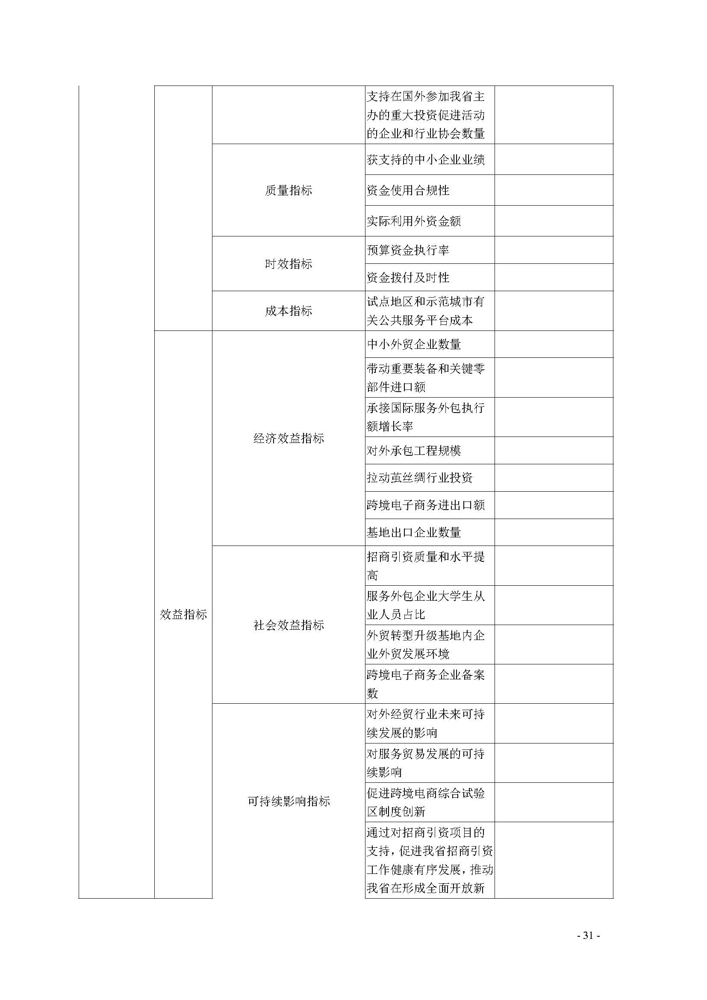 支持在国外参加我省主
办的重大投资促进活动
的企业和行业协会数量
质量指标
获支持的中小企业业绩
资金使用合规性
实际利用外资金额
时效指标
预算资金执行率
资金拨付及时性
成本指标
试点地区和示范城市有
关公共服务平台成本
效益指标
经济效益指标
中小外贸企业数量
带动重要装备和关键零
部件进口额
承接国际服务外包执行
额增长率
对外承包工程规模
拉动茧丝绸行业投资
跨境电子商务进出口额
基地出口企业数量
社会效益指标
招商引资质量和水平提
高
服务外包企业大学生从
业人员占比
外贸转型升级基地内企
业外贸发展环境
跨境电子商务企业备案
数
可持续影响指标
对外经贸行业未来可持
续发展的影响
对服务贸易发展的可持
续影响
促进跨境电商综合试验
区制度创新
通过对招商引资项目的
支持，促进我省招商引资
工作健康有序发展，推动
我省在形成全面开放新
- 31 -